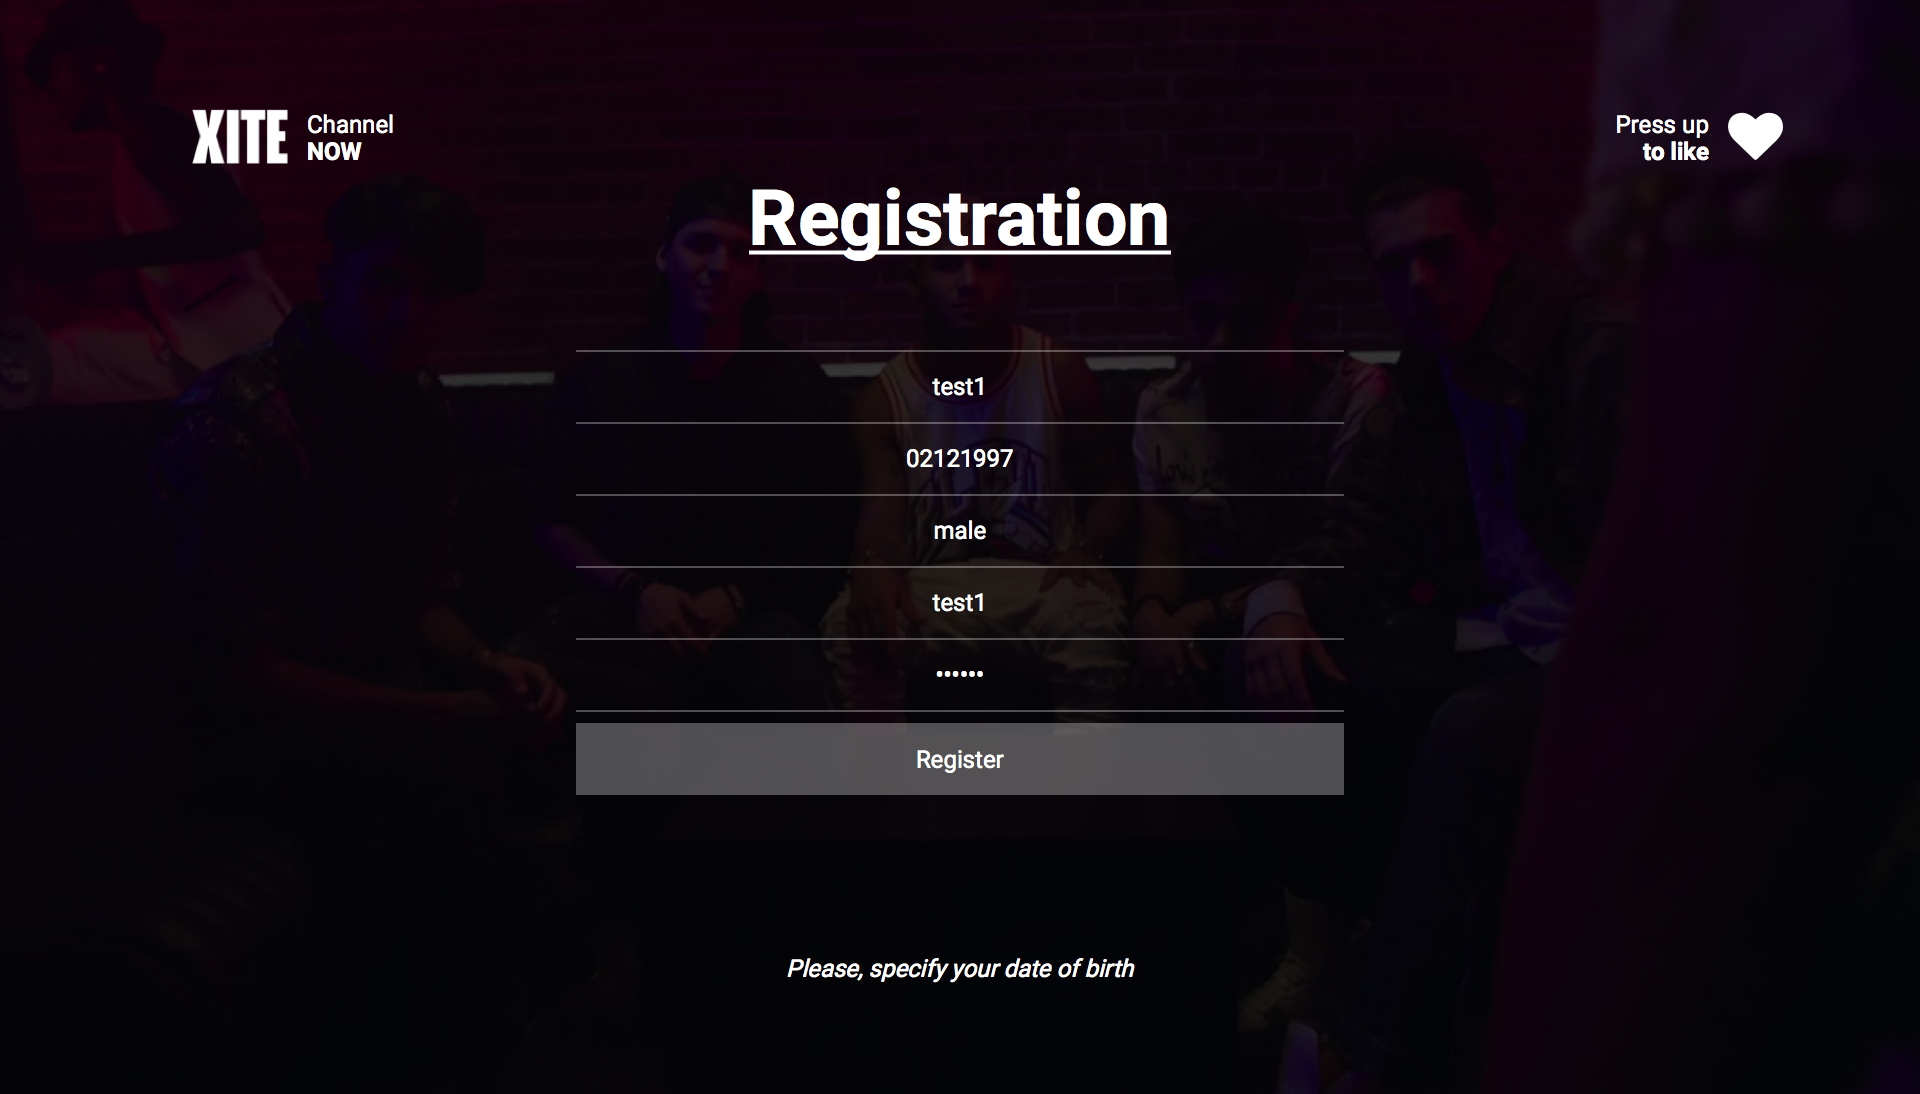 XITE
Channel
NOW
Press up
to like
Registration
test1
02121997
male
test1
••••••
Register
Please, specify your date of birth